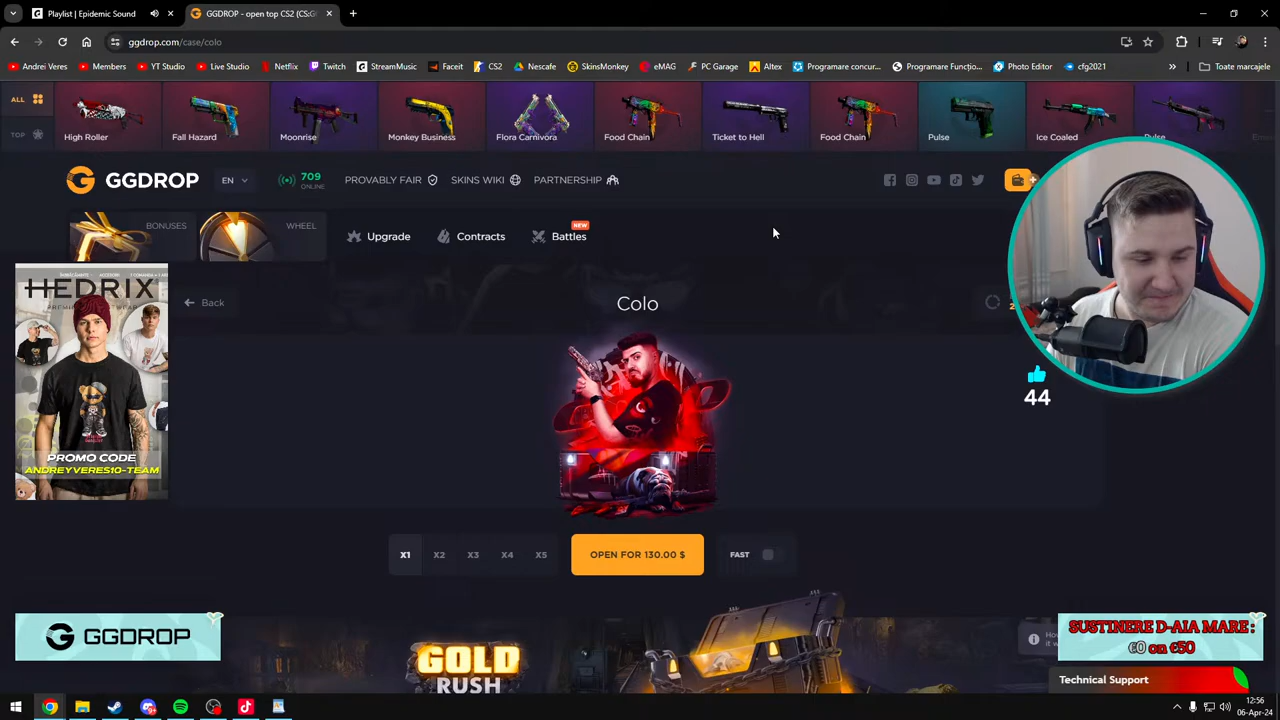 Playlist | Epidemic Sound
GGDROP - open top CS2 (CS:G
ggdrop.com/case/colo
Members
YT Studio
Live Studio
Netflix
Twitch
StreamMusic
Faceit
CS2
Nescafe
SkinsMonkey
eMAG
PC Garage
Altex
Programare concur...
Programare Funcțio...
Photo Editor
cfg2021
Toate marcajele
Andrei Veres
ALL
TOP
High Roller
Fall Hazard
Moonrise
Monkey Business
Flora Carnivora
Food Chain
Ticket to Hell
Food Chain
Pulse
Ice Coaled
Pulse
GGDROP
EN
709
ONLINE
PROVABLY FAIR
SKINS WIKI
PARTNERSHIP
BONUSES
WHEEL
Upgrade
Contracts
NEW
Battles
HEDRIX
PROMO CODE
ANDREYVERES10-TEAM
Back
Colo
44
X1
X2
X3
X4
X5
OPEN FOR 130.00 $
FAST
GGDROP
GOLD
RUSH
SUSTINERE D-AIA MARE :
€0 on €50
Technical Support
12:56
06-Apr-24